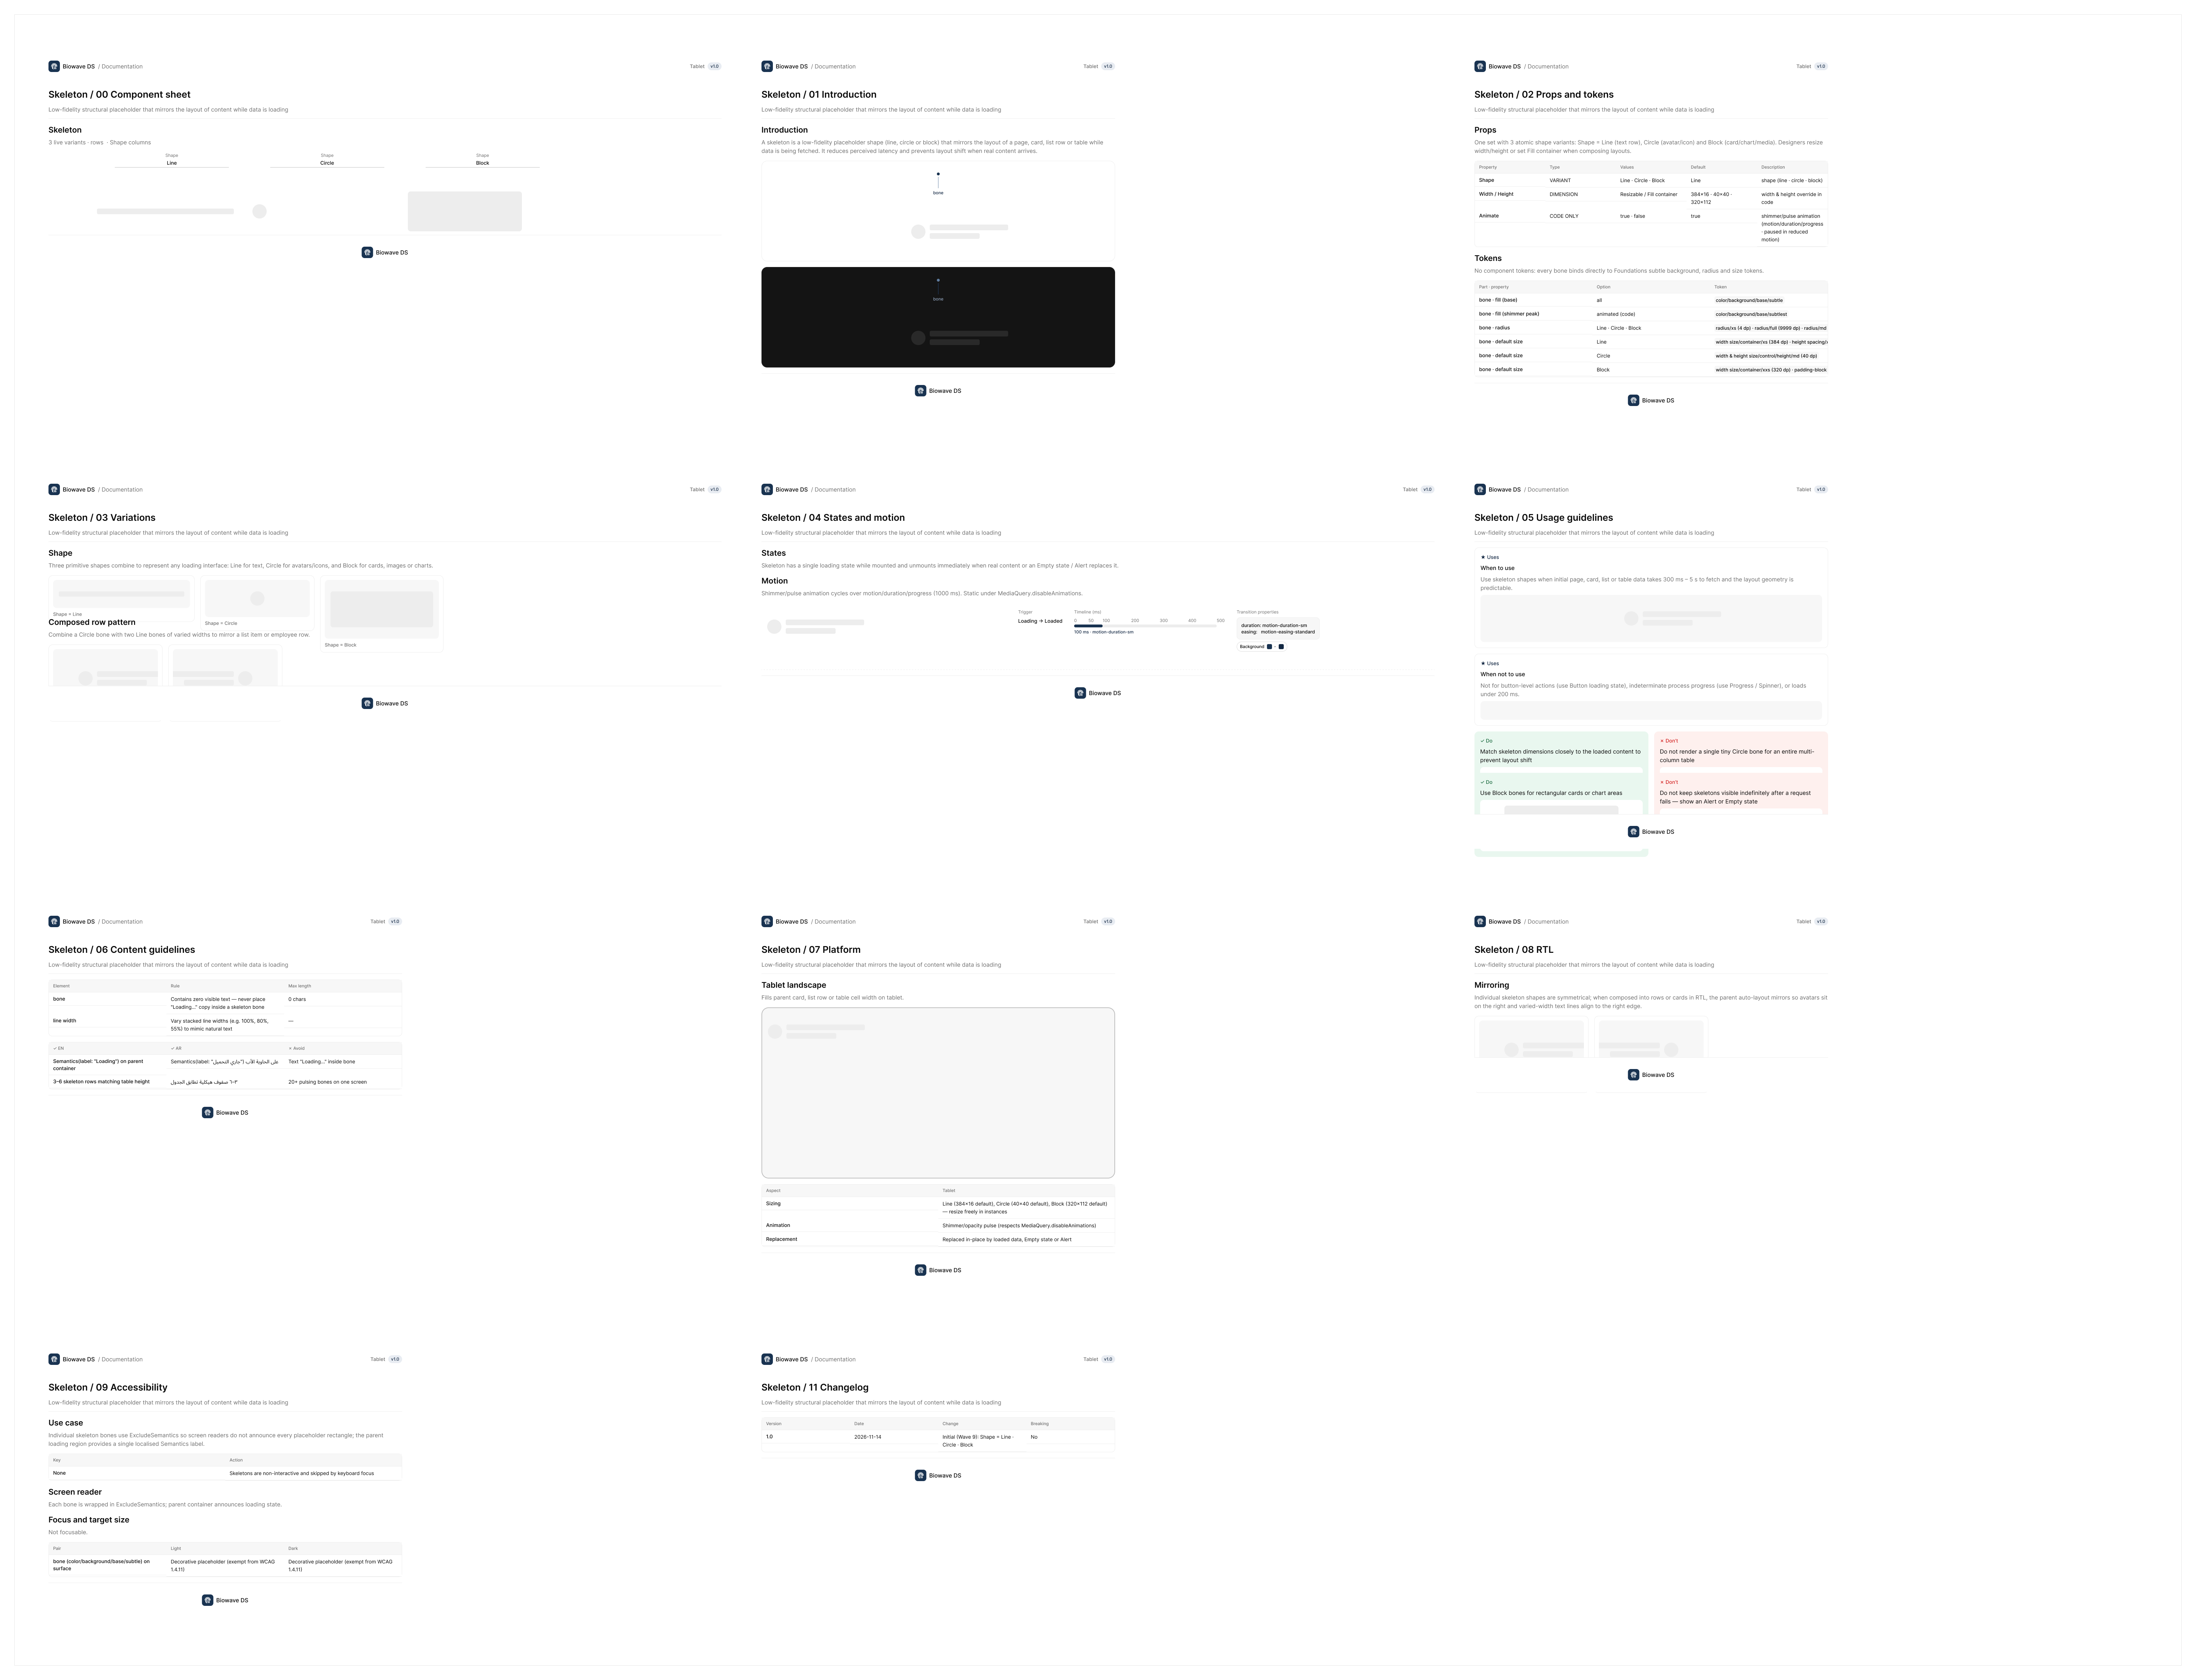 Biowave DS / Documentation
Tablet v1.0
Skeleton / 00 Component sheet
Low-fidelity structural placeholder that mirrors the layout of content while data is loading
Skeleton
3 live variants · rows · Shape columns
Shape
Line
Shape
Circle
Shape
Block
Biowave DS
Biowave DS / Documentation
Tablet v1.0
Skeleton / 01 Introduction
Low-fidelity structural placeholder that mirrors the layout of content while data is loading
Introduction
A skeleton is a low-fidelity placeholder shape (line, circle or block) that mirrors the layout of a page, card, list row or table while
data is being fetched. It reduces perceived latency and prevents layout shift when real content arrives.
bone
bone
Biowave DS
Biowave DS / Documentation
Tablet v1.0
Skeleton / 02 Props and tokens
Low-fidelity structural placeholder that mirrors the layout of content while data is loading
Props
One set with 3 atomic shape variants: Shape = Line (text row), Circle (avatar/icon) and Block (card/chart/media). Designers resize
width/height or set Fill container when composing layouts.
Property Type Values Default Description
Shape VARIANT Line · Circle · Block Line shape (line · circle · block)
Width / Height DIMENSION Resizable / Fill container 384×16 · 40×40 · width & height override in
320×112 code
Animate CODE ONLY true · false true shimmer/pulse animation
(motion/duration/progress
· paused in reduced
motion)
Tokens
No component tokens: every bone binds directly to Foundations subtle background, radius and size tokens.
Part · property Option Token
bone · fill (base) all color/background/base/subtle
bone · fill (shimmer peak) animated (code) color/background/base/subtlest
bone · radius Line · Circle · Block radius/xs (4 dp) · radius/full (9999 dp) · radius/md
bone · default size Line width size/container/xs (384 dp) · height spacing/
bone · default size Circle width & height size/control/height/md (40 dp)
bone · default size Block width size/container/xxs (320 dp) · padding-block
Biowave DS
Biowave DS / Documentation
Tablet v1.0
Skeleton / 03 Variations
Low-fidelity structural placeholder that mirrors the layout of content while data is loading
Shape
Three primitive shapes combine to represent any loading interface: Line for text, Circle for avatars/icons, and Block for cards, images or charts.
Shape = Line
Shape = Circle
Shape = Block
Composed row pattern
Combine a Circle bone with two Line bones of varied widths to mirror a list item or employee row.
Biowave DS
Biowave DS / Documentation
Tablet v1.0
Skeleton / 04 States and motion
Low-fidelity structural placeholder that mirrors the layout of content while data is loading
States
Skeleton has a single loading state while mounted and unmounts immediately when real content or an Empty state / Alert replaces it.
Motion
Shimmer/pulse animation cycles over motion/duration/progress (1000 ms). Static under MediaQuery.disableAnimations.
Trigger
Loading → Loaded
Timeline (ms)
0 50 100 200 300 400 500
100 ms · motion-duration-sm
Transition properties
duration: motion-duration-sm
easing: motion-easing-standard
Background →
Biowave DS
Biowave DS / Documentation
Tablet v1.0
Skeleton / 05 Usage guidelines
Low-fidelity structural placeholder that mirrors the layout of content while data is loading
★ Uses
When to use
Use skeleton shapes when initial page, card, list or table data takes 300 ms – 5 s to fetch and the layout geometry is
predictable.
★ Uses
When not to use
Not for button-level actions (use Button loading state), indeterminate process progress (use Progress / Spinner), or loads
under 200 ms.
✓ Do
Match skeleton dimensions closely to the loaded content to
prevent layout shift
✕ Don't
Do not render a single tiny Circle bone for an entire multi-
column table
✓ Do
Use Block bones for rectangular cards or chart areas
✕ Don't
Do not keep skeletons visible indefinitely after a request
fails — show an Alert or Empty state
Biowave DS
Biowave DS / Documentation
Tablet v1.0
Skeleton / 06 Content guidelines
Low-fidelity structural placeholder that mirrors the layout of content while data is loading
Element Rule Max length
bone Contains zero visible text — never place 0 chars
"Loading..." copy inside a skeleton bone
line width Vary stacked line widths (e.g. 100%, 80%, —
55%) to mimic natural text
✓ EN ✓ AR ✕ Avoid
Semantics(label: "Loading") on parent Semantics(label: "جاري التحميل") على الحاوية الأب Text "Loading..." inside bone
container
3–6 skeleton rows matching table height ٣–٦ صفوف هيكلية تطابق الجدول 20+ pulsing bones on one screen
Biowave DS
Biowave DS / Documentation
Tablet v1.0
Skeleton / 07 Platform
Low-fidelity structural placeholder that mirrors the layout of content while data is loading
Tablet landscape
Fills parent card, list row or table cell width on tablet.
Aspect Tablet
Sizing Line (384×16 default), Circle (40×40 default), Block (320×112 default)
— resize freely in instances
Animation Shimmer/opacity pulse (respects MediaQuery.disableAnimations)
Replacement Replaced in-place by loaded data, Empty state or Alert
Biowave DS
Biowave DS / Documentation
Tablet v1.0
Skeleton / 08 RTL
Low-fidelity structural placeholder that mirrors the layout of content while data is loading
Mirroring
Individual skeleton shapes are symmetrical; when composed into rows or cards in RTL, the parent auto-layout mirrors so avatars sit
on the right and varied-width text lines align to the right edge.
Biowave DS
Biowave DS / Documentation
Tablet v1.0
Skeleton / 09 Accessibility
Low-fidelity structural placeholder that mirrors the layout of content while data is loading
Use case
Individual skeleton bones use ExcludeSemantics so screen readers do not announce every placeholder rectangle; the parent
loading region provides a single localised Semantics label.
Key Action
None Skeletons are non-interactive and skipped by keyboard focus
Screen reader
Each bone is wrapped in ExcludeSemantics; parent container announces loading state.
Focus and target size
Not focusable.
Pair Light Dark
bone (color/background/base/subtle) on Decorative placeholder (exempt from WCAG Decorative placeholder (exempt from WCAG
surface 1.4.11) 1.4.11)
Biowave DS
Biowave DS / Documentation
Tablet v1.0
Skeleton / 11 Changelog
Low-fidelity structural placeholder that mirrors the layout of content while data is loading
Version Date Change Breaking
1.0 2026-11-14 Initial (Wave 9): Shape = Line · No
Circle · Block
Biowave DS